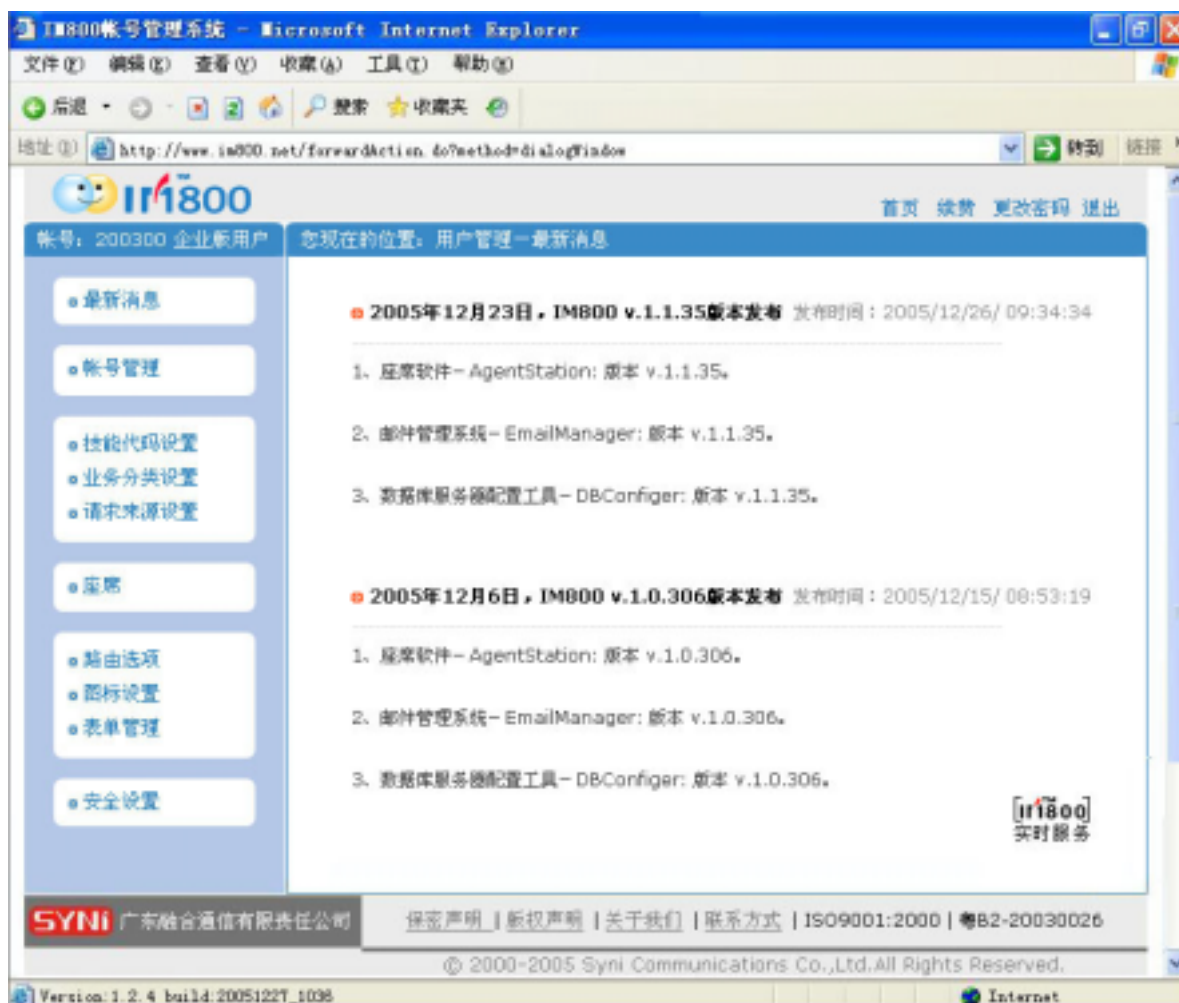 IM800帐号管理系统 - Microsoft Internet Explorer
文件(F) 编辑(E) 查看(V) 收藏(A) 工具(T) 帮助(H)
后退 搜索 收藏夹
地址(D) http://www.im800.net/forwardAction.do?method=dialogWindow 转到 链接
im800™
首页 续费 更改密码 退出
帐号：200300 企业版用户 您现在的位置：用户管理－最新消息
最新消息
帐号管理
技能代码设置
业务分类设置
请求来源设置
座席
路由选项
图标设置
表单管理
安全设置
2005年12月23日，IM800 v.1.1.35版本发布 发布时间：2005/12/26/ 09:34:34
1、座席软件－AgentStation: 版本 v.1.1.35。
2、邮件管理系统－EmailManager: 版本 v.1.1.35。
3、数据库服务器配置工具－DBConfiger: 版本 v.1.1.35。
2005年12月6日，IM800 v.1.0.306版本发布 发布时间：2005/12/15/ 08:53:19
1、座席软件－AgentStation: 版本 v.1.0.306。
2、邮件管理系统－EmailManager: 版本 v.1.0.306。
3、数据库服务器配置工具－DBConfiger: 版本 v.1.0.306。
[im800]™
实时服务
SYNi 广东融合通信有限责任公司 保密声明 | 版权声明 | 关于我们 | 联系方式 | ISO9001:2000 | 粤B2-20030026
© 2000-2005 Syni Communications Co.,Ltd.All Rights Reserved.
Version:1.2.4 build:20051227_1036 Internet